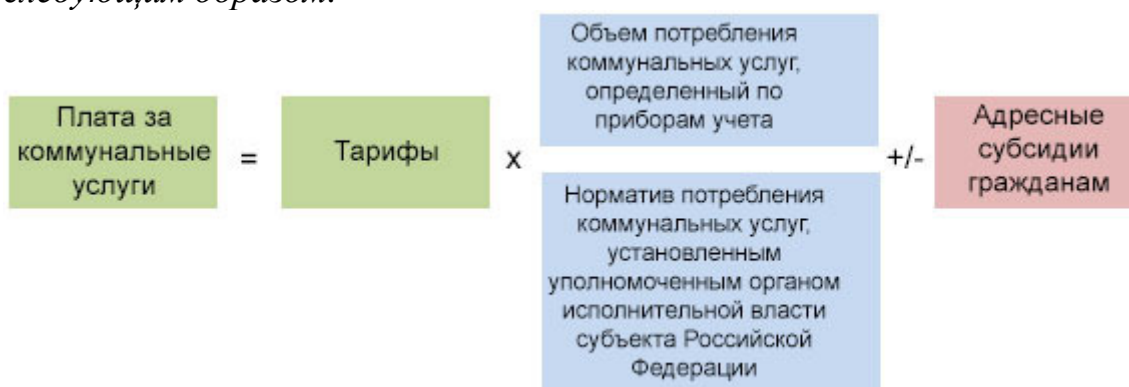 следующим образом:
Плата за
коммунальные
услуги
=
Тарифы
x
Объем потребления
коммунальных услуг,
определенный по
приборам учета
Норматив потребления
коммунальных услуг,
установленным
уполномоченным органом
исполнительной власти
субъекта Российской
Федерации
+/-
Адресные
субсидии
гражданам